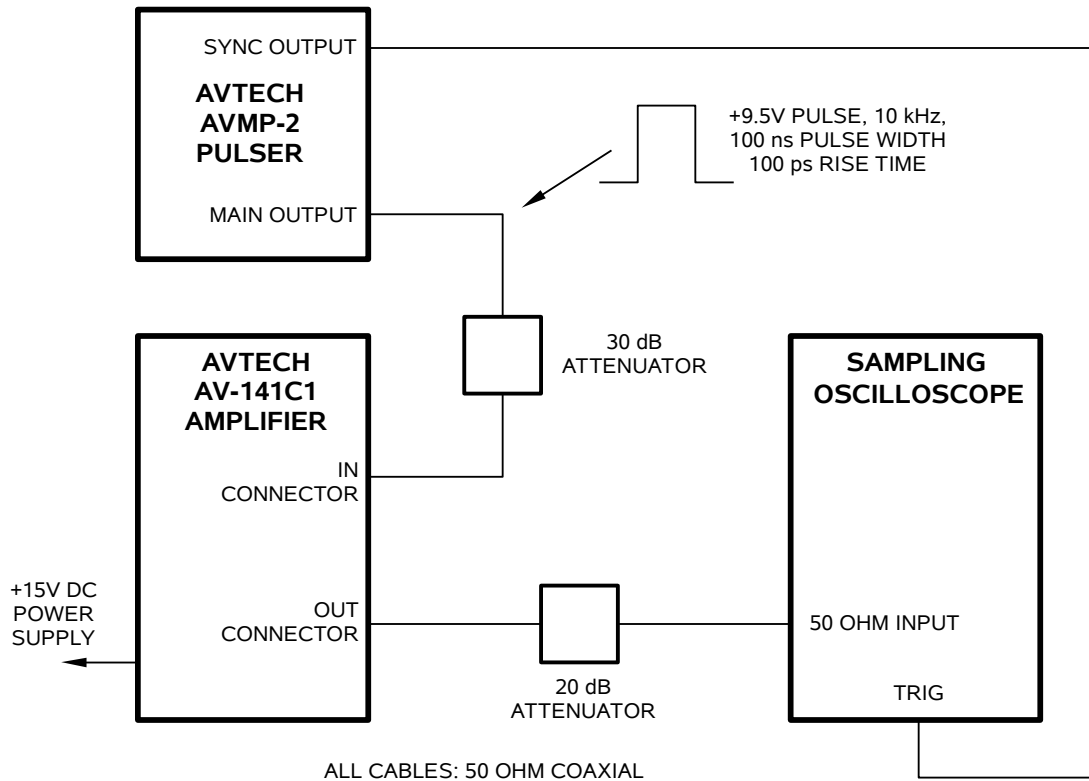 SYNC OUTPUT
AVTECH
AVMP-2
PULSER
MAIN OUTPUT
+9.5V PULSE, 10 kHz,
100 ns PULSE WIDTH
100 ps RISE TIME
30 dB
ATTENUATOR
AVTECH
AV-141C1
AMPLIFIER
IN
CONNECTOR
OUT
CONNECTOR
+15V DC
POWER
SUPPLY
20 dB
ATTENUATOR
SAMPLING
OSCILLOSCOPE
50 OHM INPUT
TRIG
ALL CABLES: 50 OHM COAXIAL